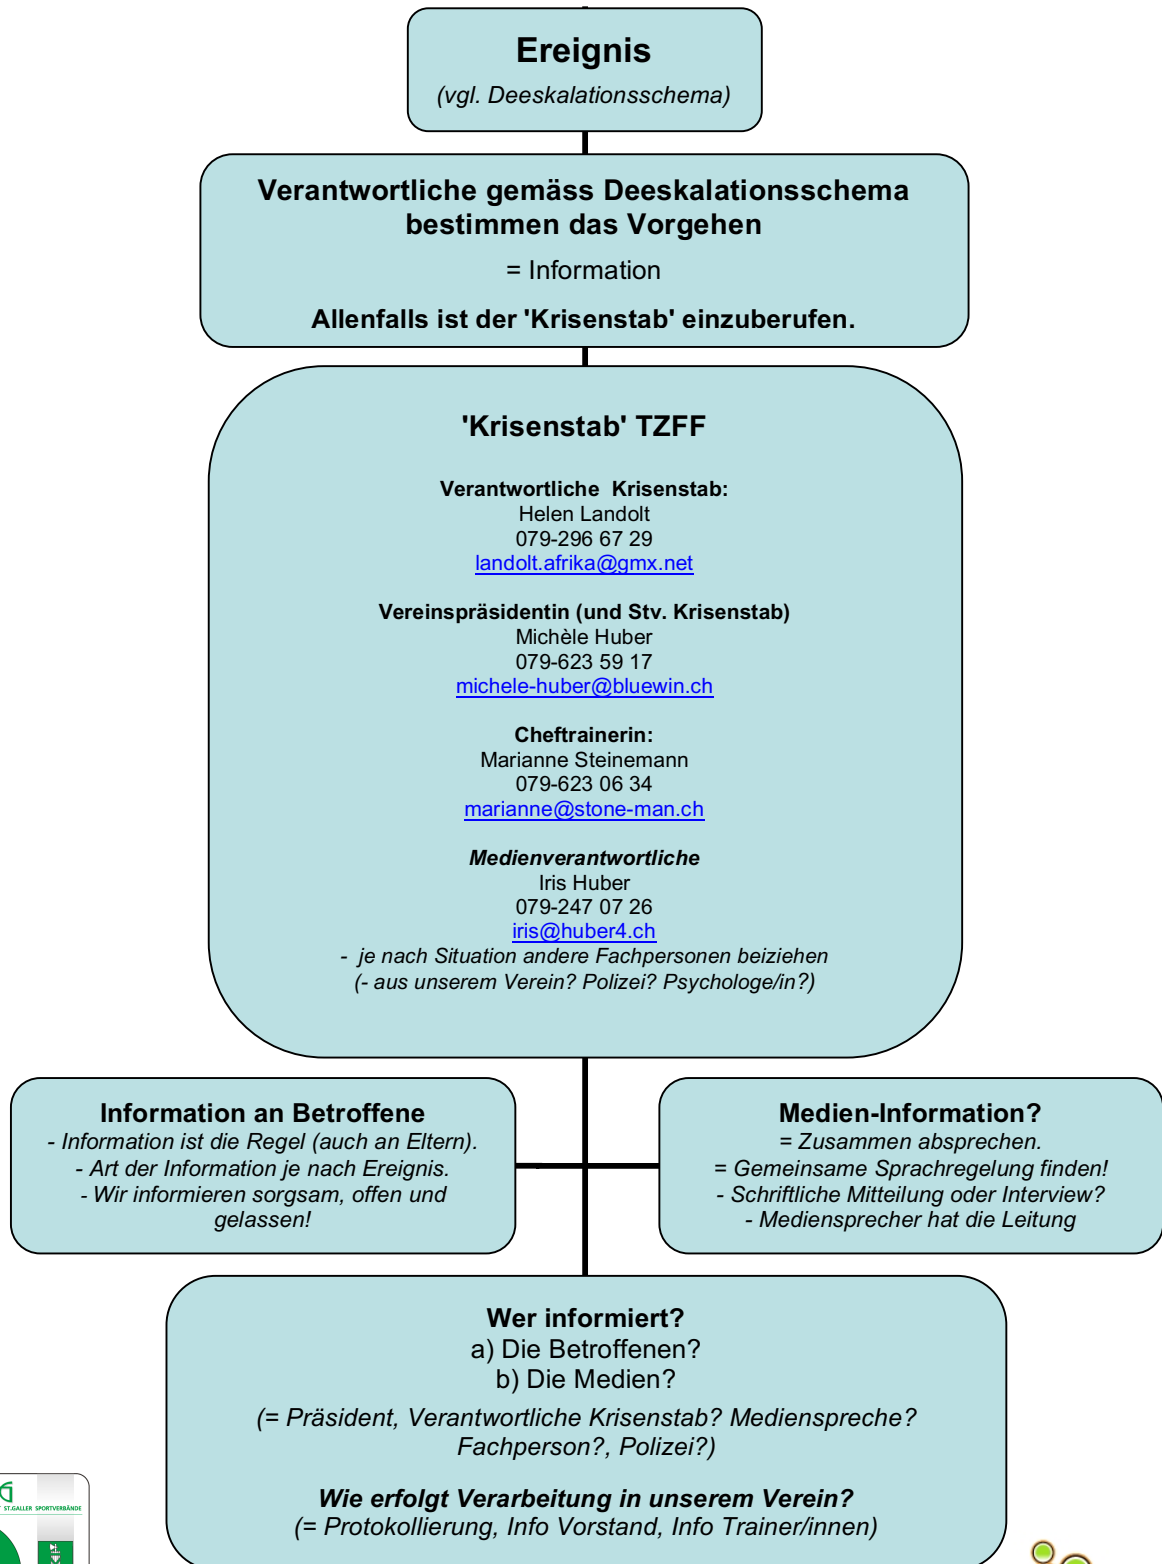 Ereignis
(vgl. Deeskalationsschema)
Verantwortliche gemäss Deeskalationsschema
bestimmen das Vorgehen
= Information
Allenfalls ist der 'Krisenstab' einzuberufen.
'Krisenstab' TZFF
Verantwortliche Krisenstab:
Helen Landolt
079-296 67 29
landolt.afrika@gmx.net
Vereinspräsidentin (und Stv. Krisenstab)
Michèle Huber
079-623 59 17
michele-huber@bluewin.ch
Cheftrainerin:
Marianne Steinemann
079-623 06 34
marianne@stone-man.ch
Medienverantwortliche
Iris Huber
079-247 07 26
iris@huber4.ch
- je nach Situation andere Fachpersonen beiziehen
(- aus unserem Verein? Polizei? Psychologe/in?)
Information an Betroffene
- Information ist die Regel (auch an Eltern).
- Art der Information je nach Ereignis.
- Wir informieren sorgsam, offen und
gelassen!
Medien-Information?
= Zusammen absprechen.
= Gemeinsame Sprachregelung finden!
- Schriftliche Mitteilung oder Interview?
- Mediensprecher hat die Leitung
Wer informiert?
a) Die Betroffenen?
b) Die Medien?
(= Präsident, Verantwortliche Krisenstab? Medienspreche?
Fachperson?, Polizei?)
Wie erfolgt Verarbeitung in unserem Verein?
(= Protokollierung, Info Vorstand, Info Trainer/innen)
ST.GALLER SPORTVERBÄNDE